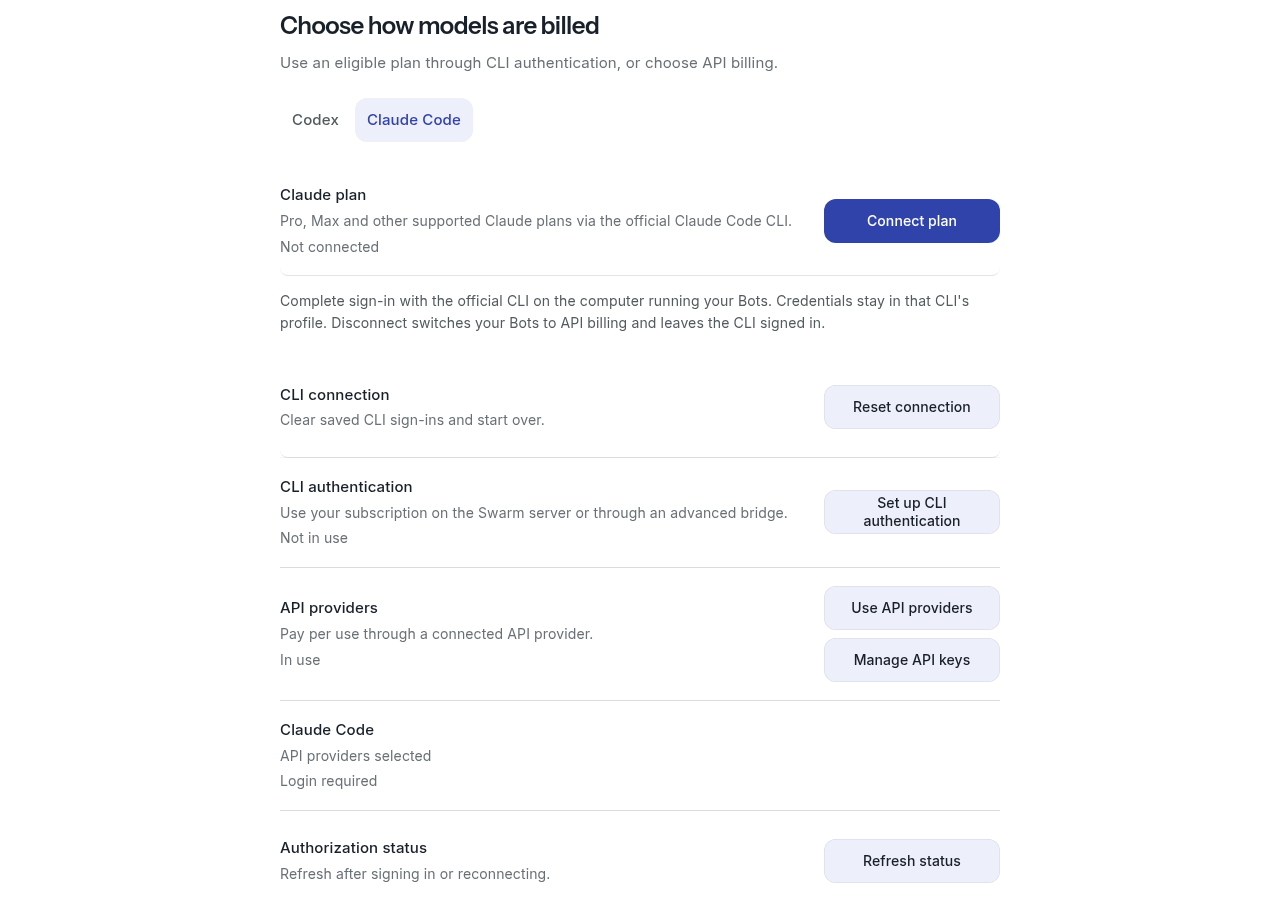 Choose how models are billed
Use an eligible plan through CLI authentication, or choose API billing.
Codex
Claude Code
Claude plan
Pro, Max and other supported Claude plans via the official Claude Code CLI.
Not connected
Connect plan
Complete sign-in with the official CLI on the computer running your Bots. Credentials stay in that CLI's
profile. Disconnect switches your Bots to API billing and leaves the CLI signed in.
CLI connection
Clear saved CLI sign-ins and start over.
Reset connection
CLI authentication
Use your subscription on the Swarm server or through an advanced bridge.
Not in use
Set up CLI
authentication
API providers
Pay per use through a connected API provider.
In use
Use API providers
Manage API keys
Claude Code
API providers selected
Login required
Authorization status
Refresh after signing in or reconnecting.
Refresh status